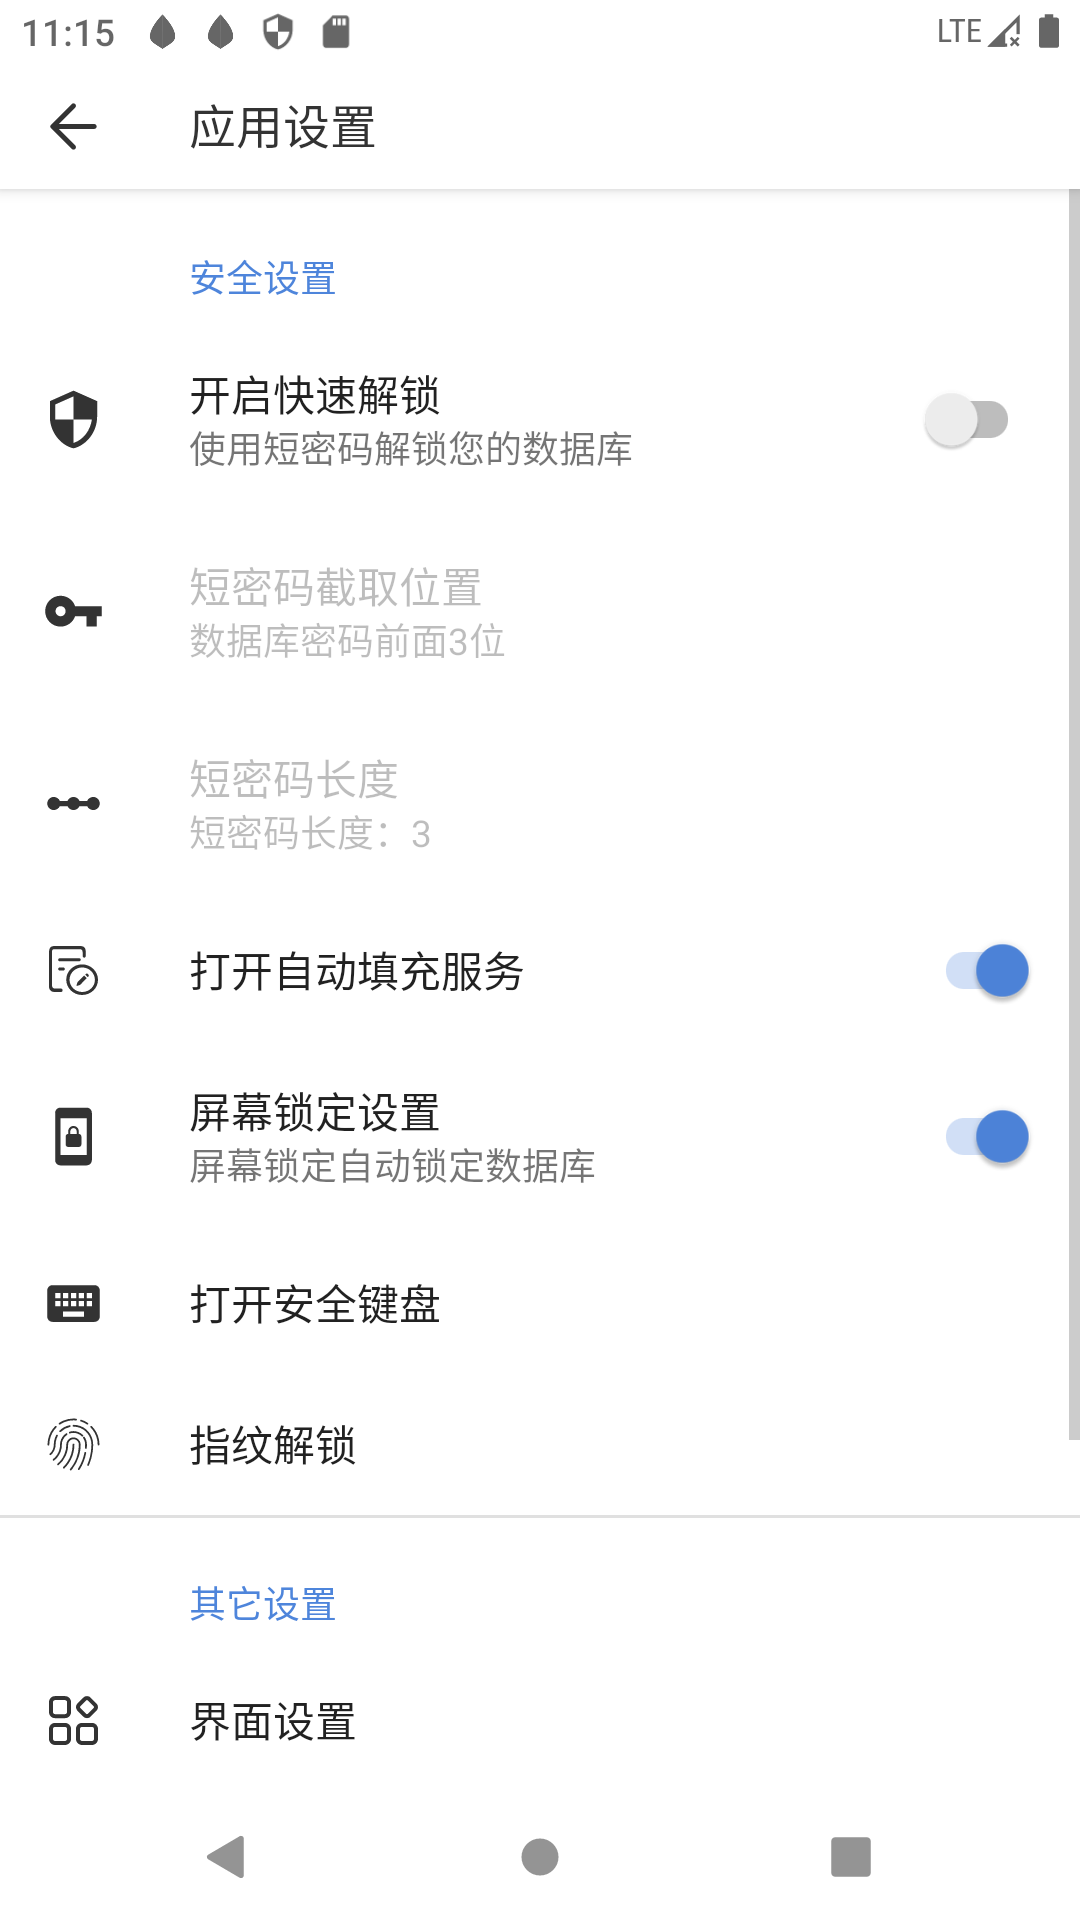 11:15
LTE
应用设置
安全设置
开启快速解锁
使用短密码解锁您的数据库
短密码截取位置
数据库密码前面3位
短密码长度
短密码长度：3
打开自动填充服务
屏幕锁定设置
屏幕锁定自动锁定数据库
打开安全键盘
指纹解锁
其它设置
界面设置